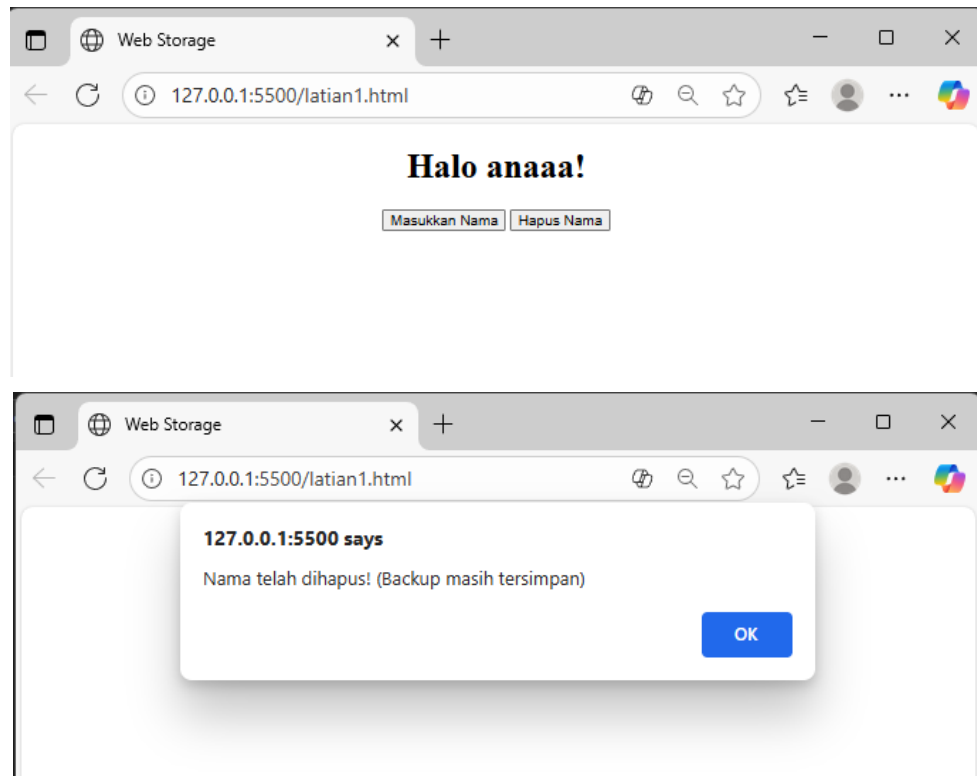 Web Storage
127.0.0.1:5500/latian1.html
Halo anaaa!
Masukkan Nama Hapus Nama
Web Storage
127.0.0.1:5500/latian1.html
127.0.0.1:5500 says
Nama telah dihapus! (Backup masih tersimpan)
OK